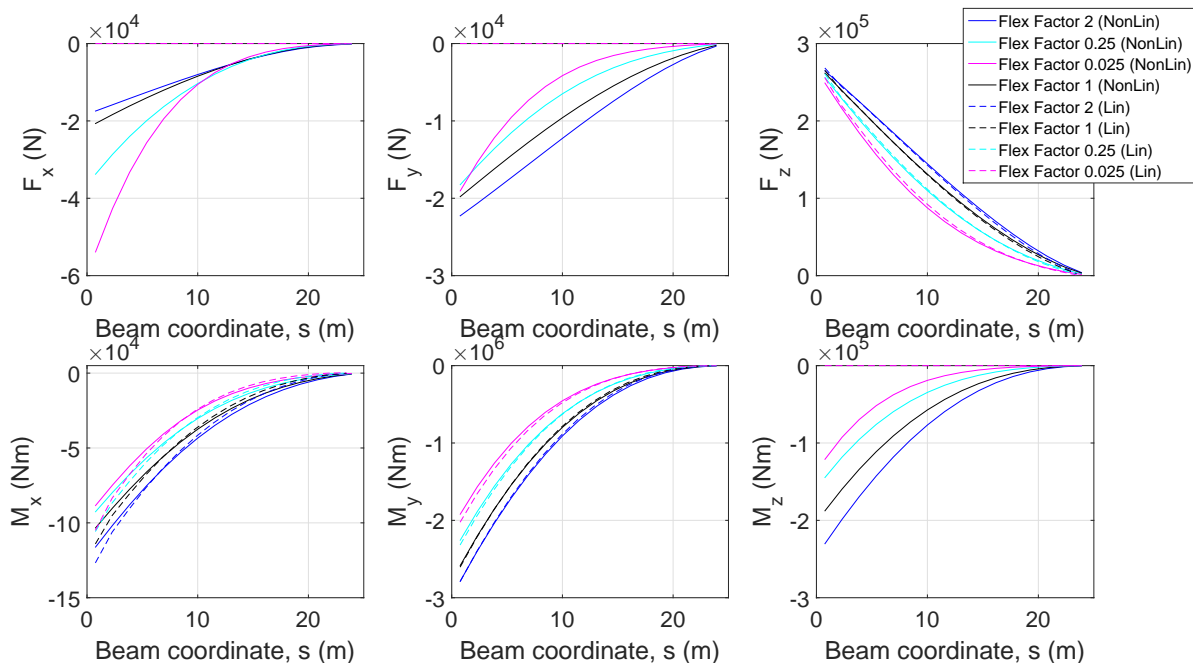 ×10^4
0
-2
-4
-6
F_x (N)
0
10
20
Beam coordinate, s (m)
×10^4
0
-1
-2
-3
F_y (N)
0
10
20
Beam coordinate, s (m)
×10^5
3
2
1
0
F_z (N)
0
10
20
Beam coordinate, s (m)
Flex Factor 2 (NonLin)
Flex Factor 0.25 (NonLin)
Flex Factor 0.025 (NonLin)
Flex Factor 1 (NonLin)
Flex Factor 2 (Lin)
Flex Factor 1 (Lin)
Flex Factor 0.25 (Lin)
Flex Factor 0.025 (Lin)
×10^4
0
-5
-10
-15
M_x (Nm)
0
10
20
Beam coordinate, s (m)
×10^6
0
-1
-2
-3
M_y (Nm)
0
10
20
Beam coordinate, s (m)
×10^5
0
-1
-2
-3
M_z (Nm)
0
10
20
Beam coordinate, s (m)